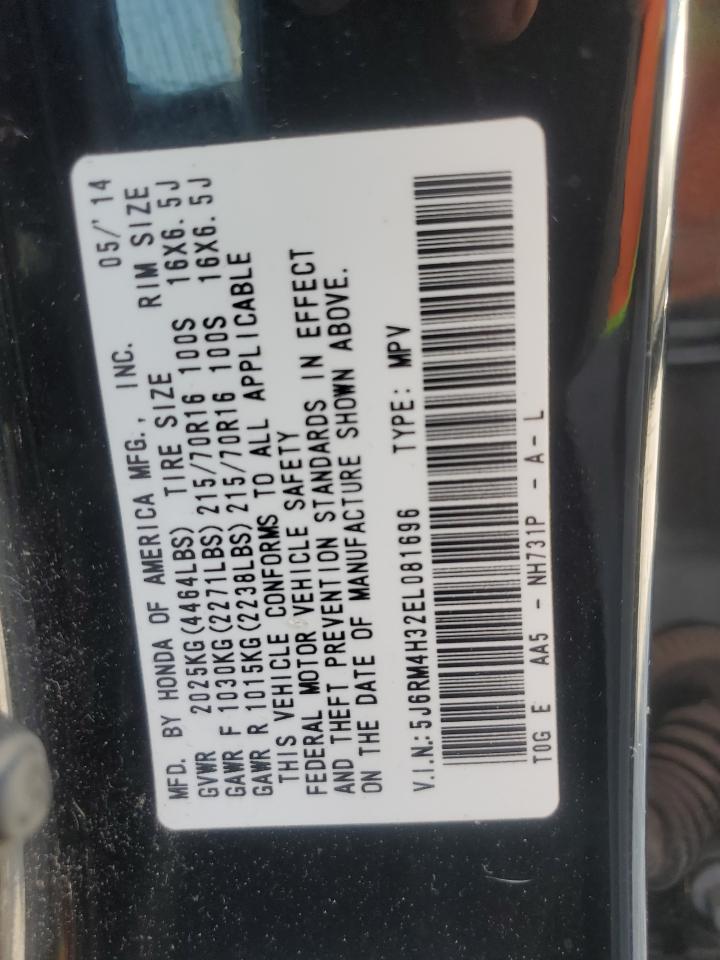 MFD. BY HONDA OF AMERICA MFG., INC. 05/'14
GVWR 2025KG(4464LBS) TIRE SIZE RIM SIZE
GAWR F 1030KG(2271LBS) 215/70R16 100S 16X6.5J
GAWR R 1015KG(2238LBS) 215/70R16 100S 16X6.5J
THIS VEHICLE CONFORMS TO ALL APPLICABLE
FEDERAL MOTOR VEHICLE SAFETY
AND THEFT PREVENTION STANDARDS IN EFFECT
ON THE DATE OF MANUFACTURE SHOWN ABOVE.
V.I.N.: 5J6RM4H32EL081696 TYPE: MPV
T0G E AA5 - NH731P - A - L